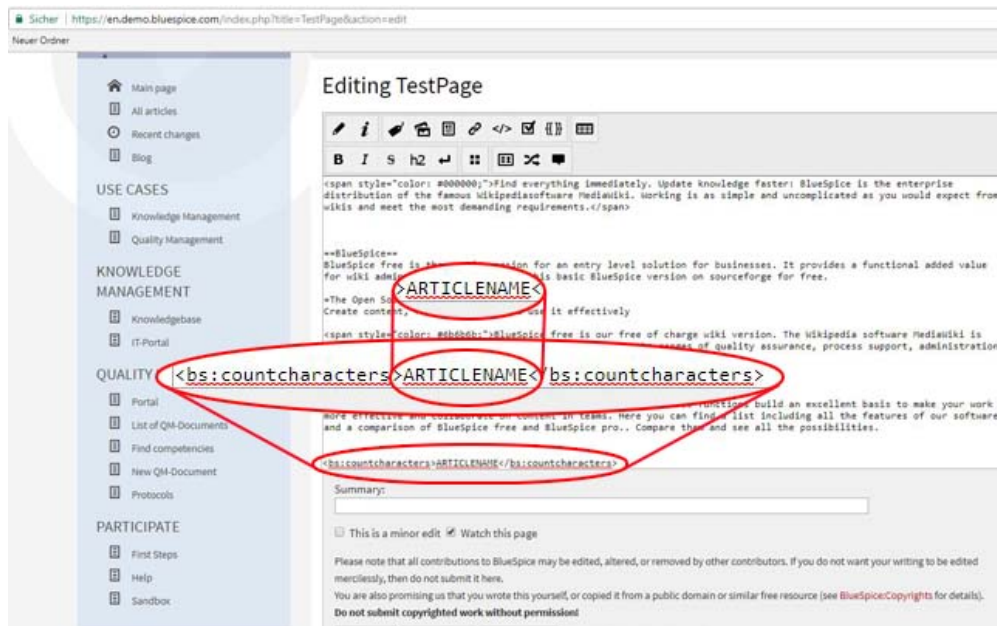 Sicher | https://en.demo.bluespice.com/index.php?title=TestPage&action=edit
Neuer Ordner
Main page
All articles
Recent changes
Blog
USE CASES
Knowledge Management
Quality Management
KNOWLEDGE
MANAGEMENT
Knowledgebase
IT-Portal
QUALITY
Portal
List of QM-Documents
Find competencies
New QM-Document
Protocols
PARTICIPATE
First Steps
Help
Sandbox
Editing TestPage
B I S h2
<span style="color: #000000;">Find everything immediately. Update knowledge faster: BlueSpice is the enterprise
distribution of the famous Wikipediasoftware MediaWiki. Working is as simple and uncomplicated as you would expect from
wikis and meet the most demanding requirements.</span>
==BlueSpice==
BlueSpice free is the version for an entry level solution for businesses. It provides a functional added value
for wiki basic BlueSpice version on sourceforge for free.
>ARTICLENAME<
=The Open
Create content, use it effectively
<span style="color: #6b6b6b;">BlueSpice free is our free of charge wiki version. The Wikipedia software MediaWiki is
of quality assurance, process support, administration
<bs:countcharacters>ARTICLENAME</bs:countcharacters>
functions build an excellent basis to make your work
more effective and collaborate on content in teams. Here you can find a list including all the features of our software
and a comparison of BlueSpice free and BlueSpice pro.. Compare them and see all the possibilities.
<bs:countcharacters>ARTICLENAME</bs:countcharacters>
Summary:
This is a minor edit Watch this page
Please note that all contributions to BlueSpice may be edited, altered, or removed by other contributors. If you do not want your writing to be edited
mercilessly, then do not submit it here.
You are also promising us that you wrote this yourself, or copied it from a public domain or similar free resource (see BlueSpice:Copyrights for details).
Do not submit copyrighted work without permission!